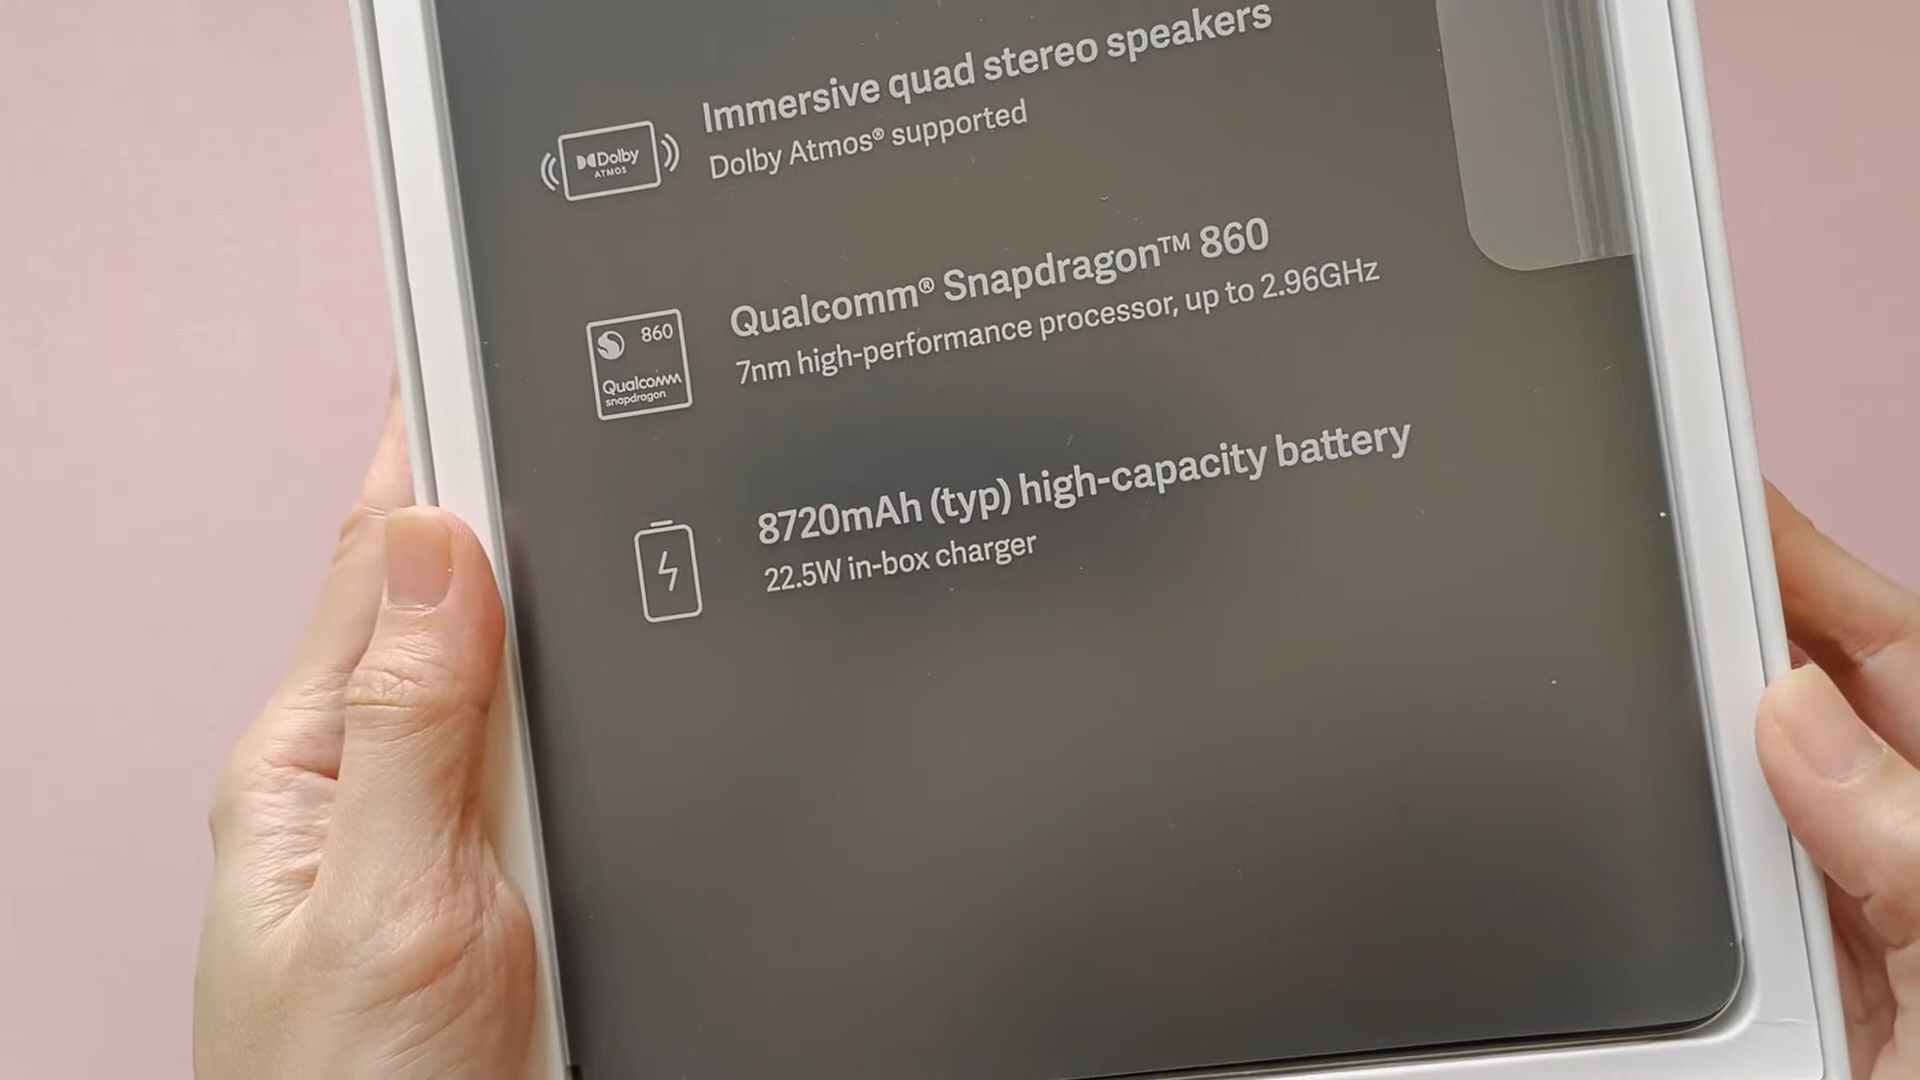 Immersive quad stereo speakers
Dolby Atmos® supported
Dolby
ATMOS
Qualcomm® Snapdragon™ 860
7nm high-performance processor, up to 2.96GHz
860
Qualcomm
snapdragon
8720mAh (typ) high-capacity battery
22.5W in-box charger